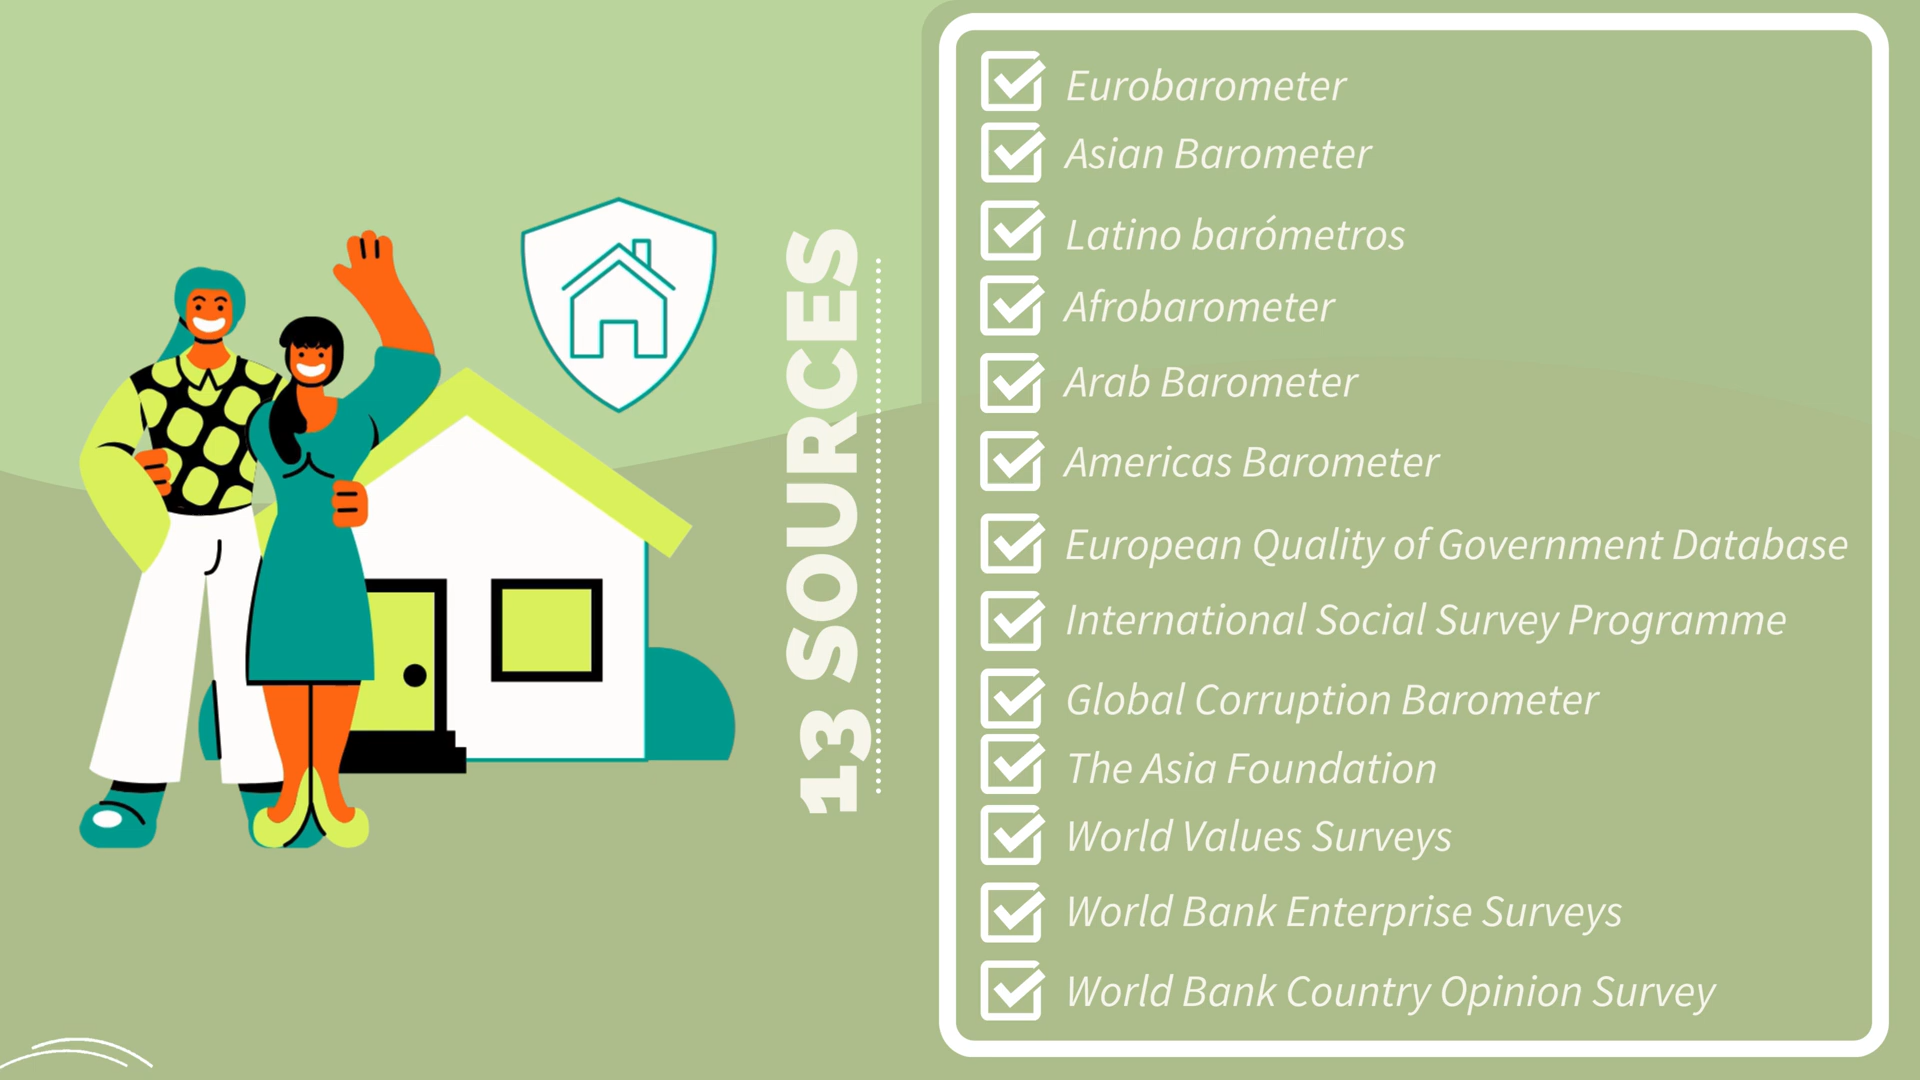 13 SOURCES
Eurobarometer
Asian Barometer
Latino barómetros
Afrobarometer
Arab Barometer
Americas Barometer
European Quality of Government Database
International Social Survey Programme
Global Corruption Barometer
The Asia Foundation
World Values Surveys
World Bank Enterprise Surveys
World Bank Country Opinion Survey